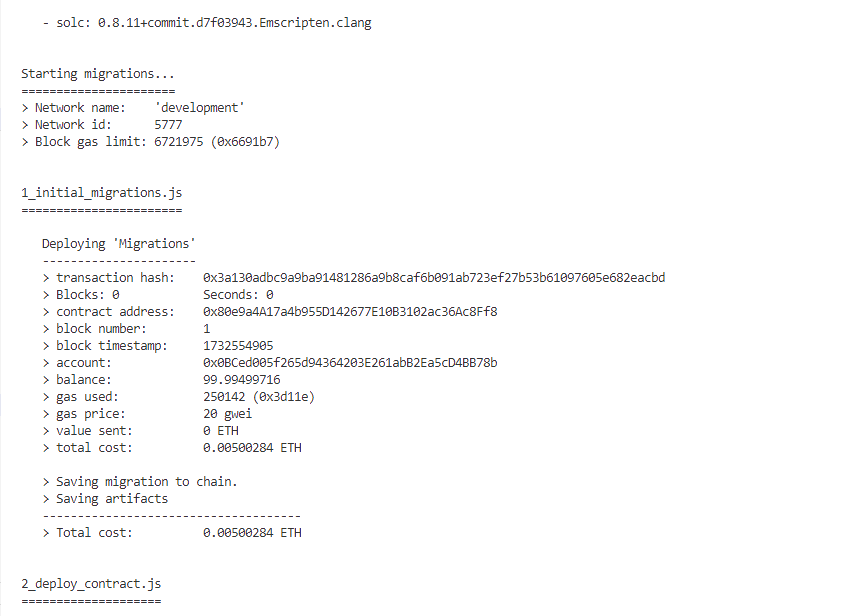 - solc: 0.8.11+commit.d7f03943.Emscripten.clang
Starting migrations...
======================
> Network name:    'development'
> Network id:      5777
> Block gas limit: 6721975 (0x6691b7)
1_initial_migrations.js
=======================
Deploying 'Migrations'
----------------------
> transaction hash:    0x3a130adbc9a9ba91481286a9b8caf6b091ab723ef27b53b61097605e682eacbd
> Blocks: 0            Seconds: 0
> contract address:    0x80e9a4A17a4b955D142677E10B3102ac36Ac8Ff8
> block number:        1
> block timestamp:     1732554905
> account:             0x0BCed005f265d94364203E261abB2Ea5cD4BB78b
> balance:             99.99499716
> gas used:            250142 (0x3d11e)
> gas price:           20 gwei
> value sent:          0 ETH
> total cost:          0.00500284 ETH
> Saving migration to chain.
> Saving artifacts
-------------------------------------
> Total cost:          0.00500284 ETH
2_deploy_contract.js
====================